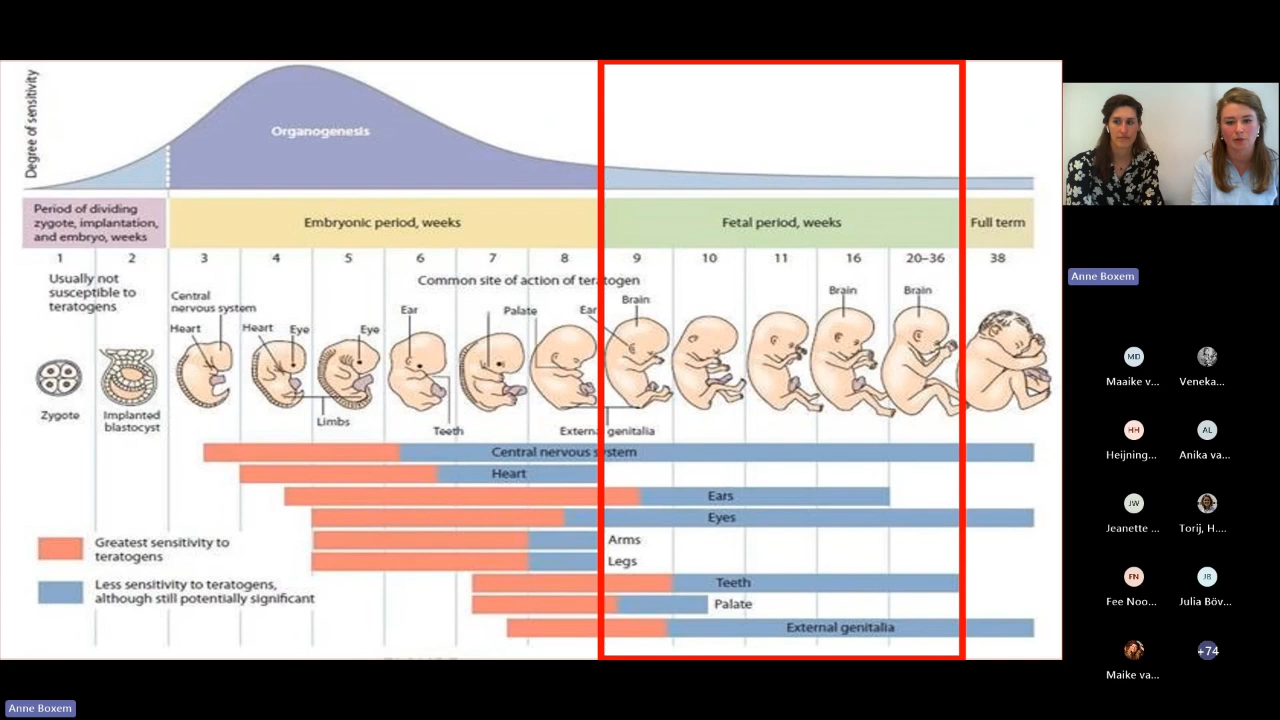 Degree of sensitivity
Organogenesis
Period of dividing
zygote, implantation,
and embryo, weeks
Embryonic period, weeks
Fetal period, weeks
Full term
1 2 3 4 5 6 7 8 9 10 11 16 20–36 38
Usually not
susceptible to
teratogens
Common site of action of teratogen
Central
nervous system
Heart
Heart
Eye
Eye
Ear
Palate
Ear
Brain
Brain
Brain
Zygote
Implanted
blastocyst
Limbs
Teeth
External genitalia
Central nervous system
Heart
Ears
Eyes
Arms
Legs
Teeth
Palate
External genitalia
Greatest sensitivity to
teratogens
Less sensitivity to teratogens,
although still potentially significant
Anne Boxem
MD
Maaike v...
Veneka...
HH
Heijning...
AL
Anika va...
JW
Jeanette ...
Torij, H....
FN
Fee Noo...
JB
Julia Böv...
Maike va...
+74
Anne Boxem